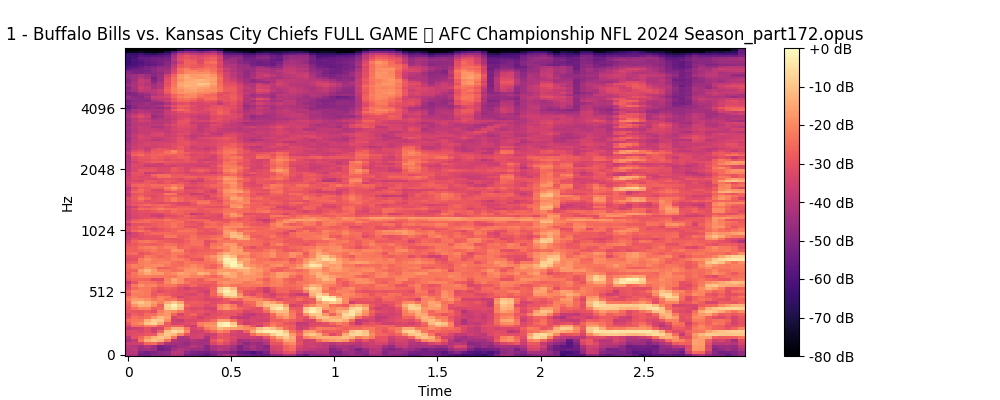 1 - Buffalo Bills vs. Kansas City Chiefs FULL GAME ▯ AFC Championship NFL 2024 Season_part172.opus
+0 dB
-10 dB
-20 dB
-30 dB
-40 dB
-50 dB
-60 dB
-70 dB
-80 dB
Hz
4096
2048
1024
512
0
0
0.5
1
1.5
2
2.5
Time